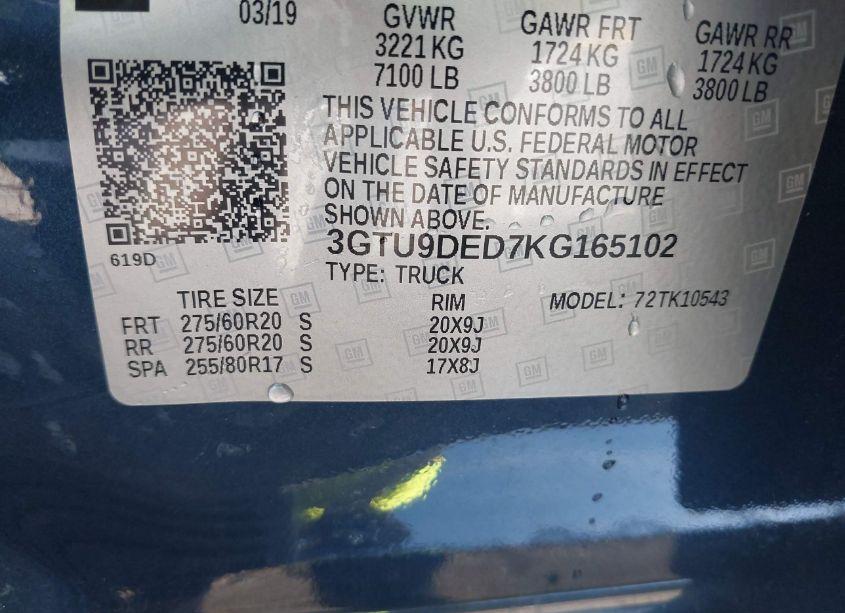 03/19 GVWR GAWR FRT GAWR RR
3221 KG 1724 KG 1724 KG
7100 LB 3800 LB 3800 LB
THIS VEHICLE CONFORMS TO ALL
APPLICABLE U.S. FEDERAL MOTOR
VEHICLE SAFETY STANDARDS IN EFFECT
ON THE DATE OF MANUFACTURE
SHOWN ABOVE.
3GTU9DED7KG165102
619D
TYPE: TRUCK
TIRE SIZE RIM MODEL: 72TK10543
FRT 275/60R20 S 20X9J
RR 275/60R20 S 20X9J
SPA 255/80R17 S 17X8J